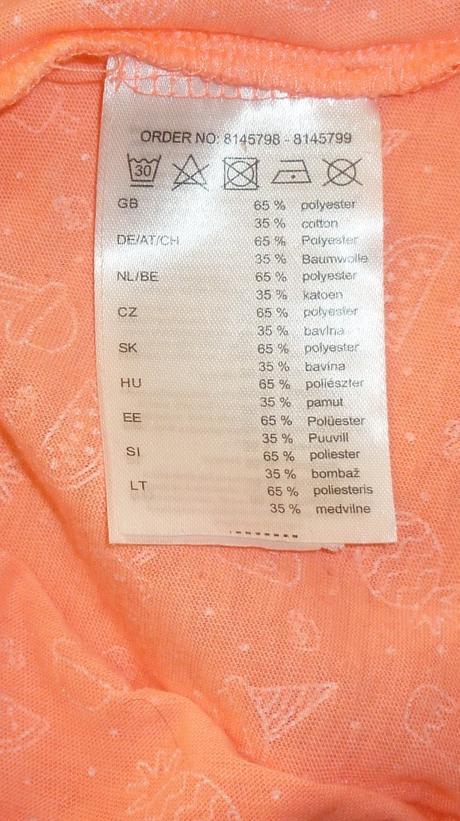 ORDER NO: 8145798 - 8145799
30
GB 65 % polyester
35 % cotton
DE/AT/CH 65 % Polyester
35 % Baumwolle
NL/BE 65 % polyester
35 % katoen
CZ 65 % polyester
35 % bavlna
SK 65 % polyester
35 % bavlna
HU 65 % poliészter
35 % pamut
EE 65 % Polüester
35 % Puuvill
SI 65 % poliester
35 % bombaž
LT 65 % poliesteris
35 % medvilne